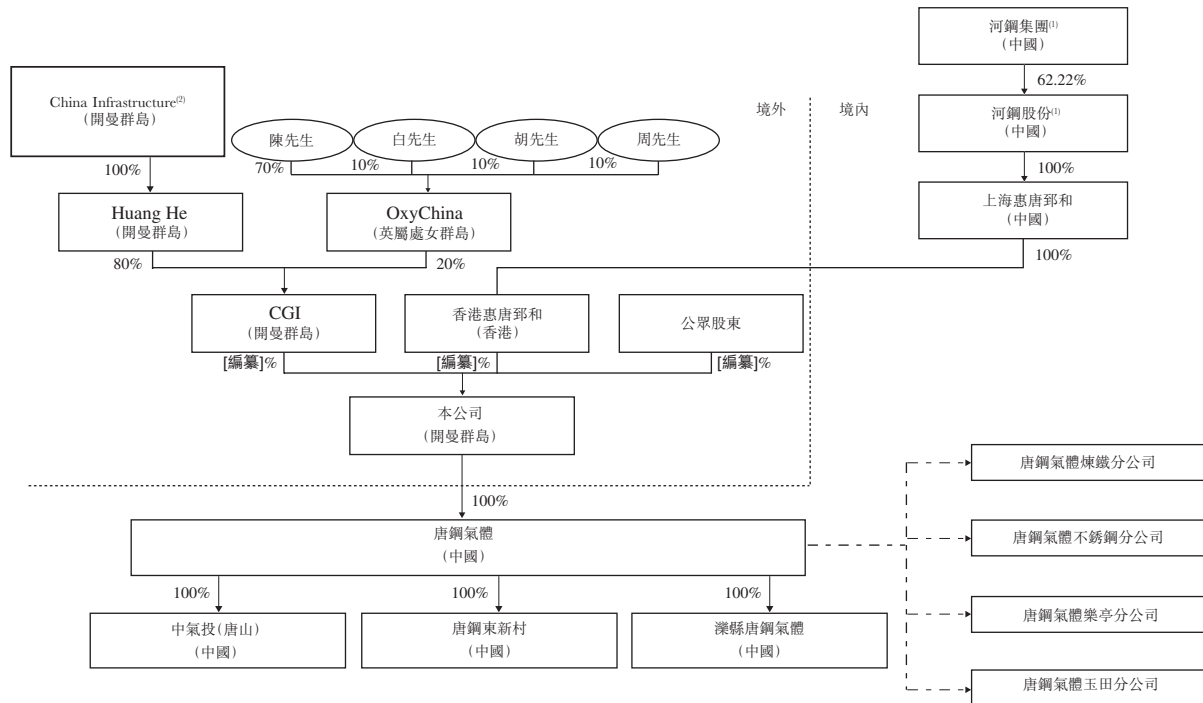 河鋼集團(1)
(中國)
62.22%
China Infrastructure(2)
(開曼群島)
境外
境內
河鋼股份(1)
(中國)
陳先生
白先生
胡先生
周先生
100%
70%
10%
10%
10%
100%
Huang He
(開曼群島)
OxyChina
(英屬處女群島)
上海惠唐郅和
(中國)
80%
20%
100%
CGI
(開曼群島)
香港惠唐郅和
(香港)
公眾股東
[編纂]%
[編纂]%
[編纂]%
本公司
(開曼群島)
100%
唐鋼氣體煉鐵分公司
唐鋼氣體
(中國)
唐鋼氣體不銹鋼分公司
100%
100%
100%
中氣投(唐山)
(中國)
唐鋼東新村
(中國)
灤縣唐鋼氣體
(中國)
唐鋼氣體樂亭分公司
唐鋼氣體玉田分公司